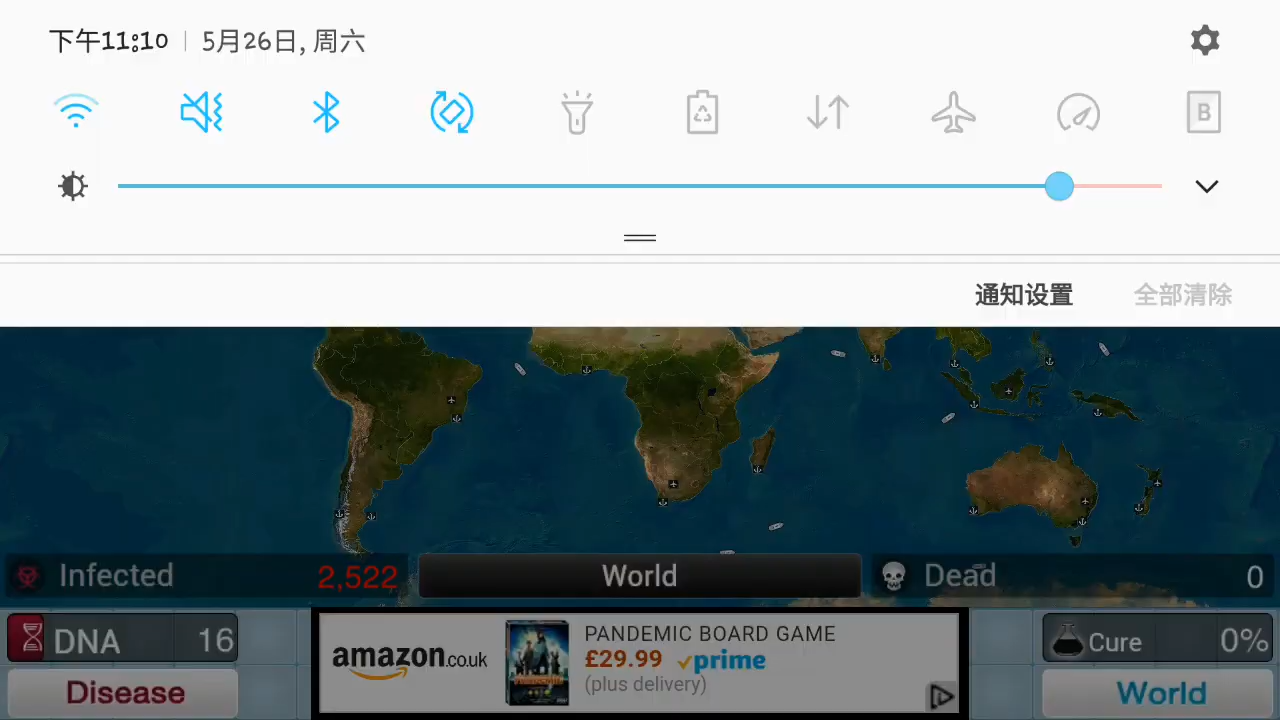 下午11:10 | 5月26日, 周六
B
通知设置 全部清除
Infected 2,522 World Dead 0
DNA 16
amazon.co.uk
PANDEMIC BOARD GAME
£29.99 prime
(plus delivery)
Cure 0%
Disease
World